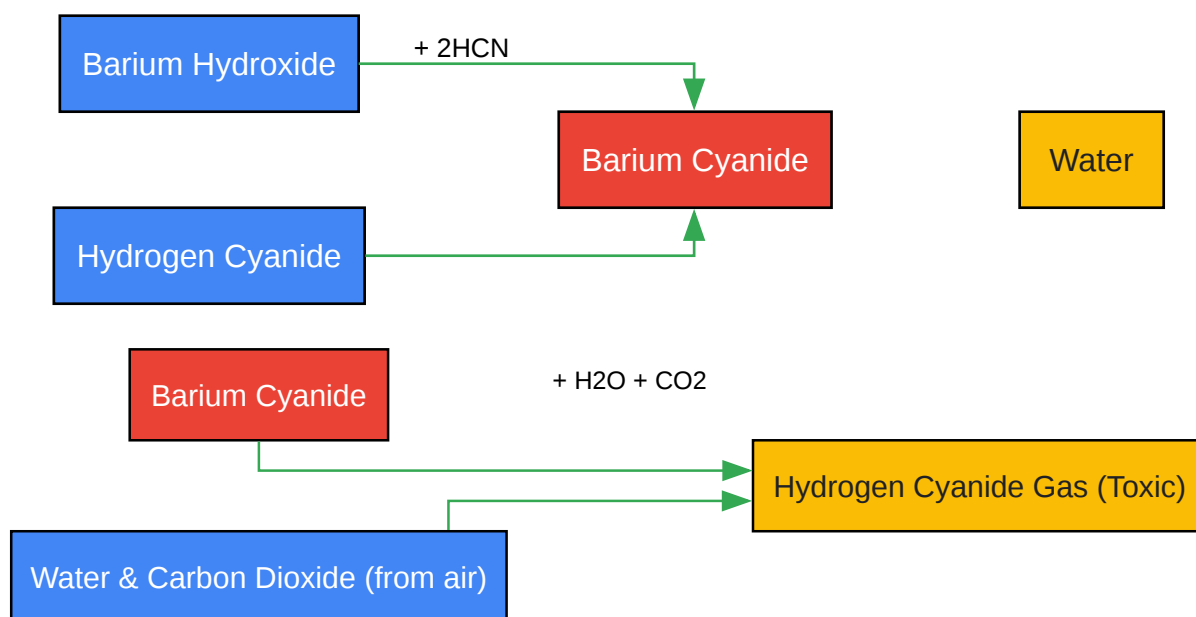 Barium Hydroxide
+ 2HCN
Barium Cyanide
Water
Hydrogen Cyanide
Barium Cyanide
+ H2O + CO2
Hydrogen Cyanide Gas (Toxic)
Water & Carbon Dioxide (from air)